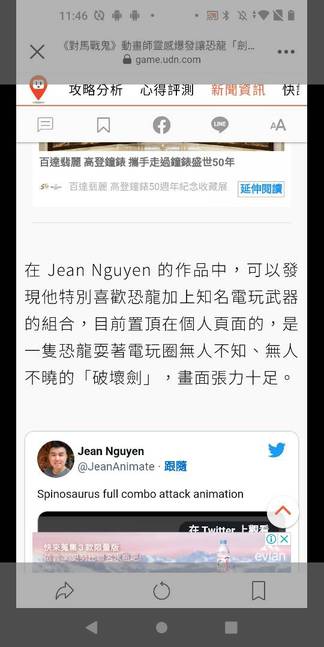 11:46
《對馬戰鬼》動畫師靈感爆發讓恐龍「劍...
game.udn.com
攻略分析 心得評測 新聞資訊 快
LINE
AA
百達翡麗 高登鐘錶 攜手走過鐘錶盛世50年
百達翡麗 高登鐘錶50週年紀念收藏展
延伸閱讀
在 Jean Nguyen 的作品中，可以發
現他特別喜歡恐龍加上知名電玩武器
的組合，目前置頂在個人頁面的，是
一隻恐龍耍著電玩圈無人不知、無人
不曉的「破壞劍」，畫面張力十足。
Jean Nguyen
@JeanAnimate · 跟隨
Spinosaurus full combo attack animation
在 Twitter 上觀看
快來蒐集3款限量版
evian